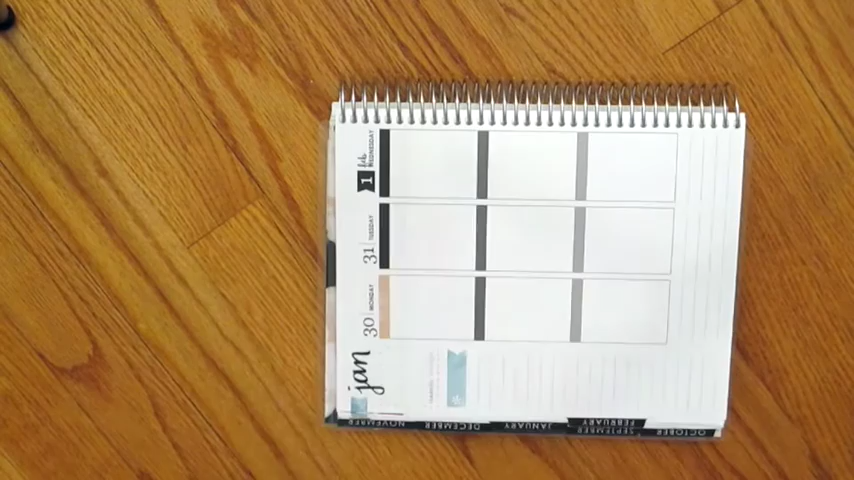 jan
30 MONDAY
31 TUESDAY
1 feb WEDNESDAY
NOVEMBER
DECEMBER
JANUARY
FEBRUARY
SEPTEMBER
OCTOBER